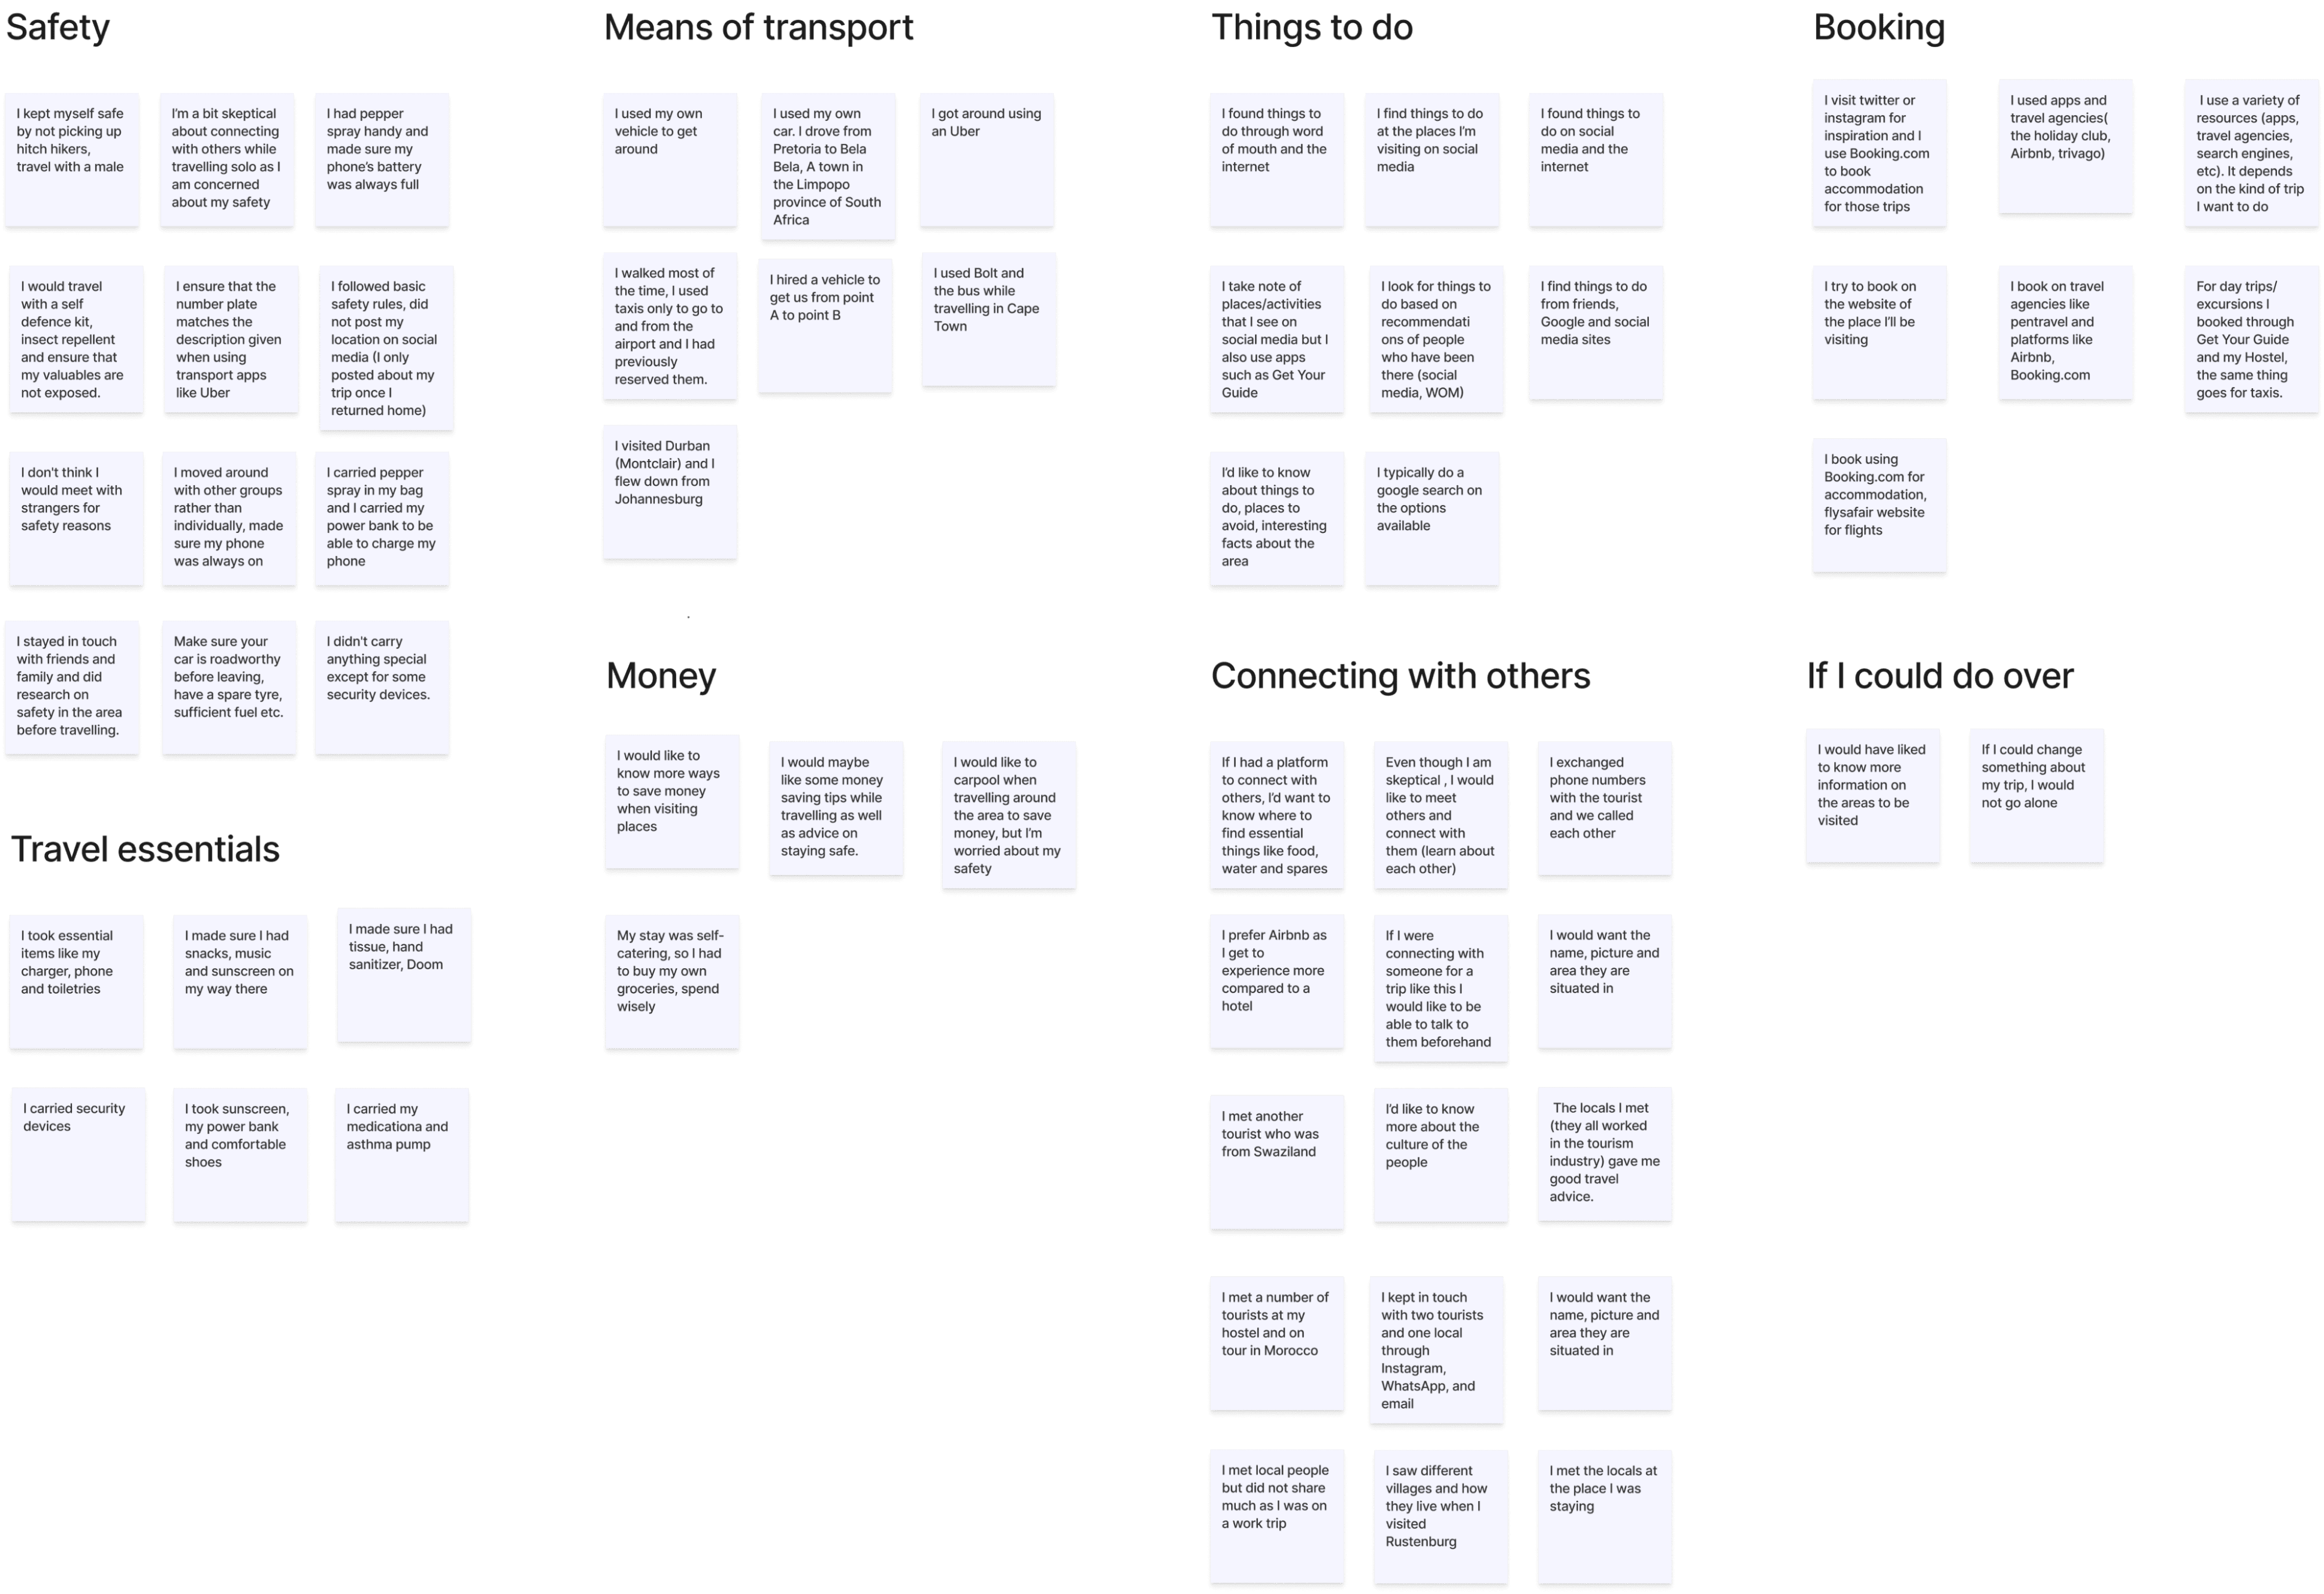 Safety
I kept myself safe
by not picking up
hitch hikers,
travel with a male
I'm a bit skeptical
about connecting
with others while
travelling solo as I
am concerned
about my safety
I had pepper
spray handy and
made sure my
phone's battery
was always full
I would travel
with a self
defence kit,
insect repellent
and ensure that
my valuables are
not exposed.
I ensure that the
number plate
matches the
description given
when using
transport apps
like Uber
I followed basic
safety rules, did
not post my
location on social
media (I only
posted about my
trip once I
returned home)
I don't think I
would meet with
strangers for
safety reasons
I moved around
with other groups
rather than
individually, made
sure my phone
was always on
I carried pepper
spray in my bag
and I carried my
power bank to be
able to charge my
phone
I stayed in touch
with friends and
family and did
research on
safety in the area
before travelling.
Make sure your
car is roadworthy
before leaving,
have a spare tyre,
sufficient fuel etc.
I didn't carry
anything special
except for some
security devices.
Travel essentials
I took essential
items like my
charger, phone
and toiletries
I made sure I had
snacks, music
and sunscreen on
my way there
I made sure I had
tissue, hand
sanitizer, Doom
I carried security
devices
I took sunscreen,
my power bank
and comfortable
shoes
I carried my
medicationa and
asthma pump
Means of transport
I used my own
vehicle to get
around
I used my own
car. I drove from
Pretoria to Bela
Bela, A town in
the Limpopo
province of South
Africa
I got around using
an Uber
I walked most of
the time, I used
taxis only to go to
and from the
airport and I had
previously
reserved them.
I hired a vehicle to
get us from point
A to point B
I used Bolt and
the bus while
travelling in Cape
Town
I visited Durban
(Montclair) and I
flew down from
Johannesburg
Money
I would like to
know more ways
to save money
when visiting
places
I would maybe
like some money
saving tips while
travelling as well
as advice on
staying safe.
I would like to
carpool when
travelling around
the area to save
money, but I'm
worried about my
safety
My stay was self-
catering, so I had
to buy my own
groceries, spend
wisely
Things to do
I found things to
do through word
of mouth and the
internet
I find things to do
at the places I'm
visiting on social
media
I found things to
do on social
media and the
internet
I take note of
places/activities
that I see on
social media but I
also use apps
such as Get Your
Guide
I look for things to
do based on
recommendati
ons of people
who have been
there (social
media, WOM)
I find things to do
from friends,
Google and social
media sites
I'd like to know
about things to
do, places to
avoid, interesting
facts about the
area
I typically do a
google search on
the options
available
Connecting with others
If I had a platform
to connect with
others, I'd want to
know where to
find essential
things like food,
water and spares
Even though I am
skeptical , I would
like to meet
others and
connect with
them (learn about
each other)
I exchanged
phone numbers
with the tourist
and we called
each other
I prefer Airbnb as
I get to
experience more
compared to a
hotel
If I were
connecting with
someone for a
trip like this I
would like to be
able to talk to
them beforehand
I would want the
name, picture and
area they are
situated in
I met another
tourist who was
from Swaziland
I'd like to know
more about the
culture of the
people
The locals I met
(they all worked
in the tourism
industry) gave me
good travel
advice.
I met a number of
tourists at my
hostel and on
tour in Morocco
I kept in touch
with two tourists
and one local
through
Instagram,
WhatsApp, and
email
I would want the
name, picture and
area they are
situated in
I met local people
but did not share
much as I was on
a work trip
I saw different
villages and how
they live when I
visited
Rustenburg
I met the locals at
the place I was
staying
Booking
I visit twitter or
instagram for
inspiration and I
use Booking.com
to book
accommodation
for those trips
I used apps and
travel agencies(
the holiday club,
Airbnb, trivago)
I use a variety of
resources (apps,
travel agencies,
search engines,
etc). It depends
on the kind of trip
I want to do
I try to book on
the website of
the place I'll be
visiting
I book on travel
agencies like
pentravel and
platforms like
Airbnb,
Booking.com
For day trips/
excursions I
booked through
Get Your Guide
and my Hostel,
the same thing
goes for taxis.
I book using
Booking.com for
accommodation,
flysafair website
for flights
If I could do over
I would have liked
to know more
information on
the areas to be
visited
If I could change
something about
my trip, I would
not go alone